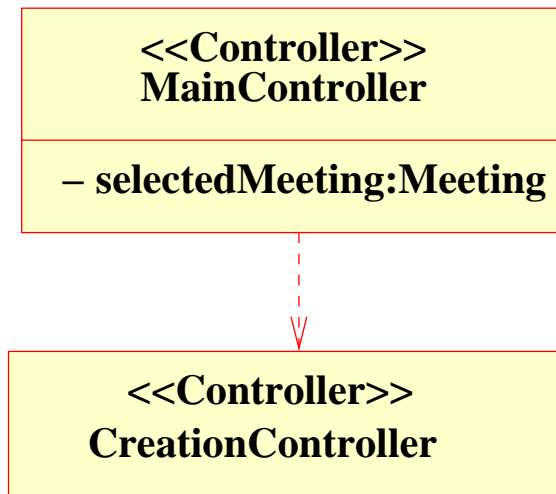 <<Controller>>
MainController
– selectedMeeting:Meeting
<<Controller>>
CreationController